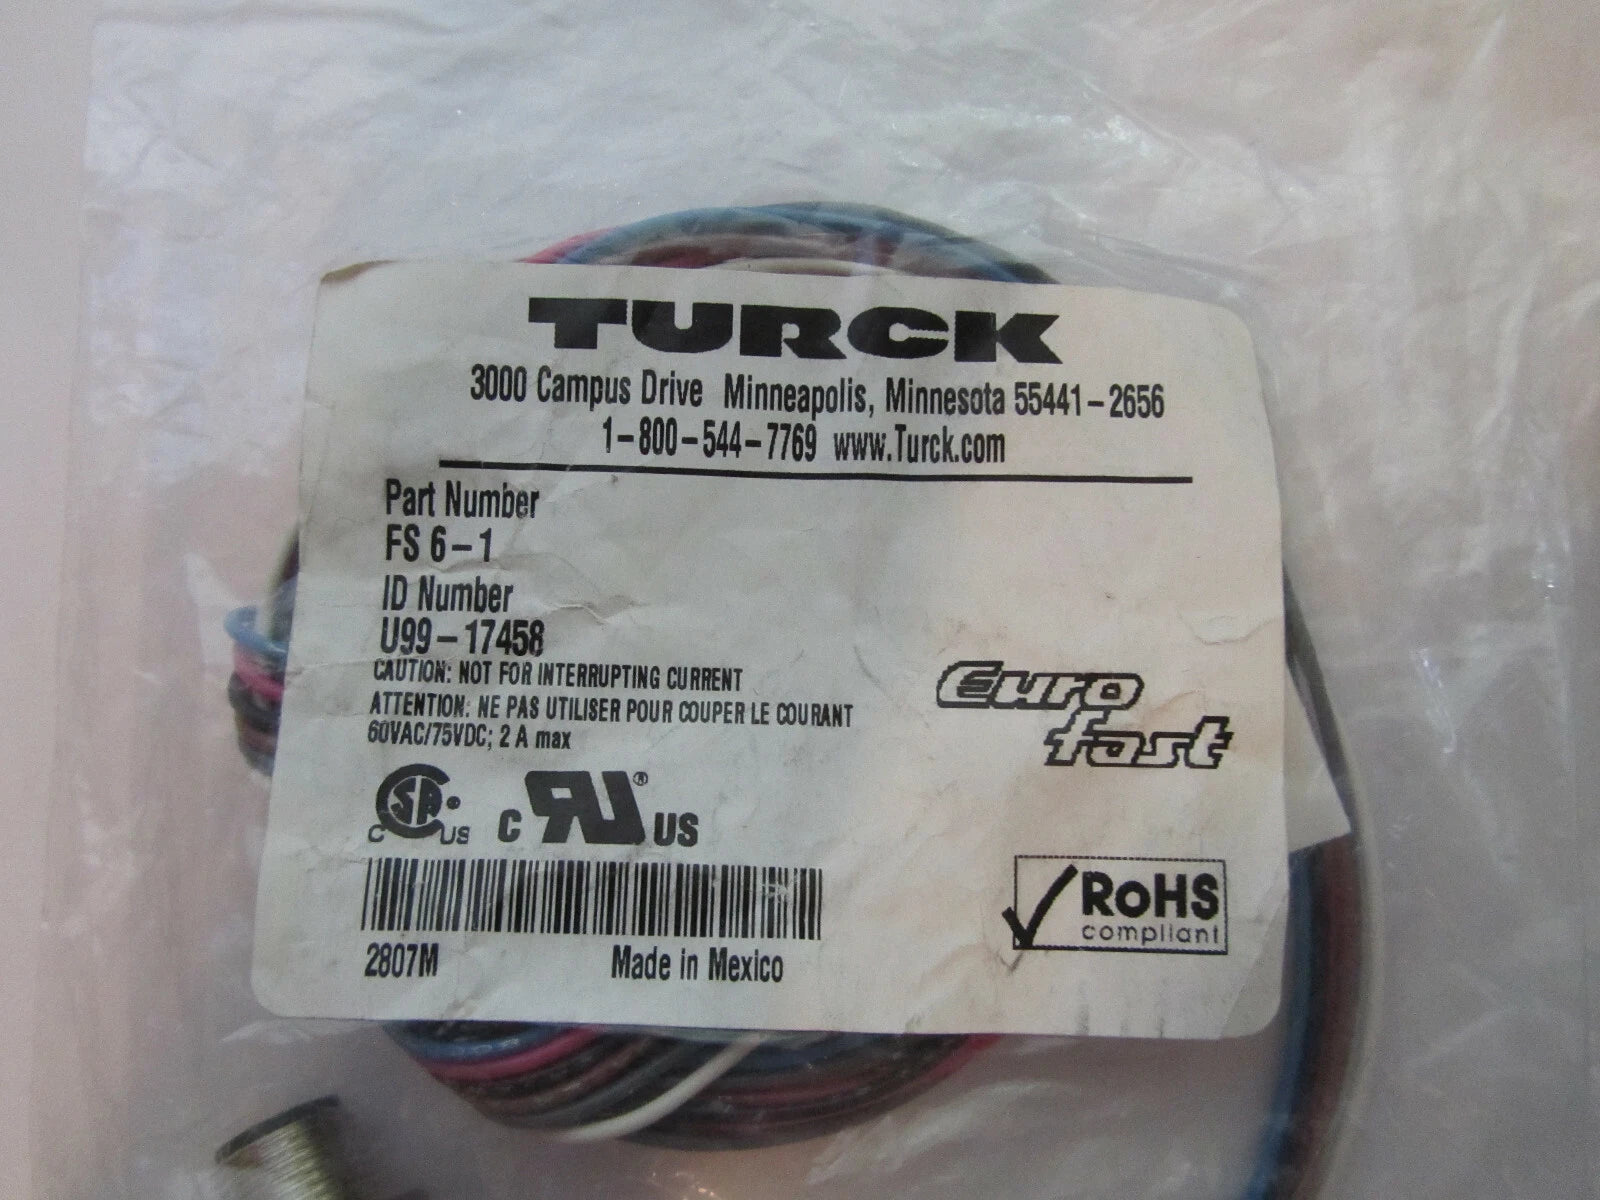 TURCK
3000 Campus Drive Minneapolis, Minnesota 55441-2656
1-800-544-7769 www.Turck.com
Part Number
FS 6-1
ID Number
U99-17458
CAUTION: NOT FOR INTERRUPTING CURRENT
ATTENTION: NE PAS UTILISER POUR COUPER LE COURANT
60VAC/75VDC; 2 A max
Euro
fast
C SA US
C RU® US
RoHS
compliant
2807M Made in Mexico